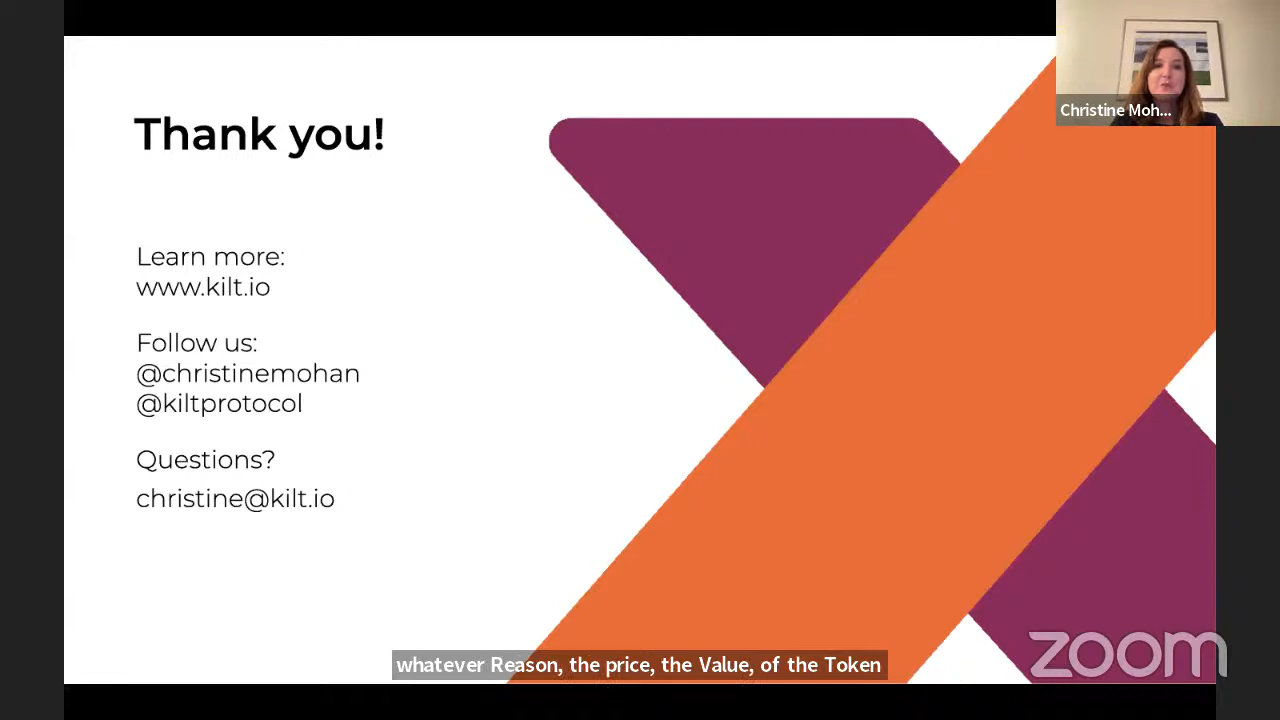 Thank you!
Learn more:
www.kilt.io
Follow us:
@christinemohan
@kiltprotocol
Questions?
christine@kilt.io
Christine Moh...
whatever Reason, the price, the Value, of the Token
zoom